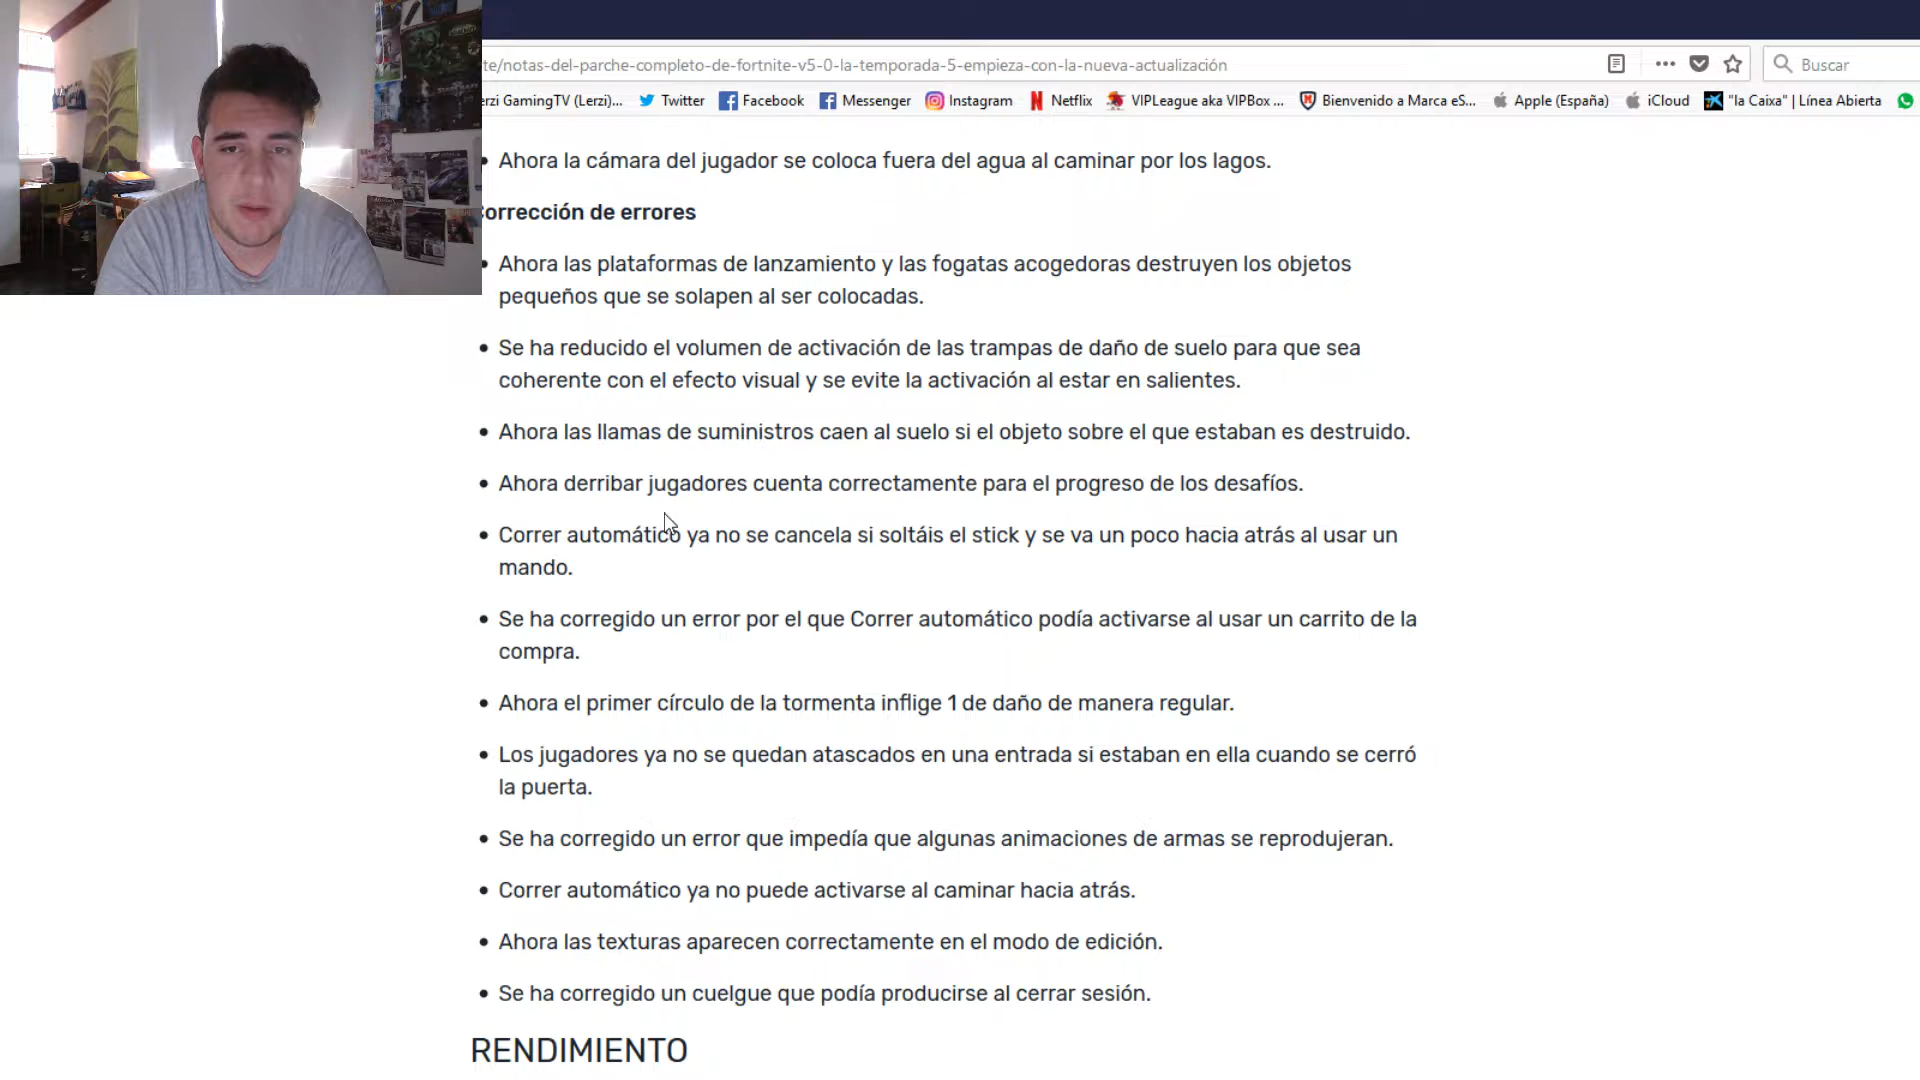 te/notas-del-parche-completo-de-fortnite-v5-0-la-temporada-5-empieza-con-la-nueva-actualización
Buscar
erzi GamingTV (Lerzi)... Twitter Facebook Messenger Instagram Netflix VIPLeague aka VIPBox ... Bienvenido a Marca eS... Apple (España) iCloud "la Caixa" | Línea Abierta
• Ahora la cámara del jugador se coloca fuera del agua al caminar por los lagos.
orrección de errores
• Ahora las plataformas de lanzamiento y las fogatas acogedoras destruyen los objetos
pequeños que se solapen al ser colocadas.
• Se ha reducido el volumen de activación de las trampas de daño de suelo para que sea
coherente con el efecto visual y se evite la activación al estar en salientes.
• Ahora las llamas de suministros caen al suelo si el objeto sobre el que estaban es destruido.
• Ahora derribar jugadores cuenta correctamente para el progreso de los desafíos.
• Correr automático ya no se cancela si soltáis el stick y se va un poco hacia atrás al usar un
mando.
• Se ha corregido un error por el que Correr automático podía activarse al usar un carrito de la
compra.
• Ahora el primer círculo de la tormenta inflige 1 de daño de manera regular.
• Los jugadores ya no se quedan atascados en una entrada si estaban en ella cuando se cerró
la puerta.
• Se ha corregido un error que impedía que algunas animaciones de armas se reprodujeran.
• Correr automático ya no puede activarse al caminar hacia atrás.
• Ahora las texturas aparecen correctamente en el modo de edición.
• Se ha corregido un cuelgue que podía producirse al cerrar sesión.
RENDIMIENTO